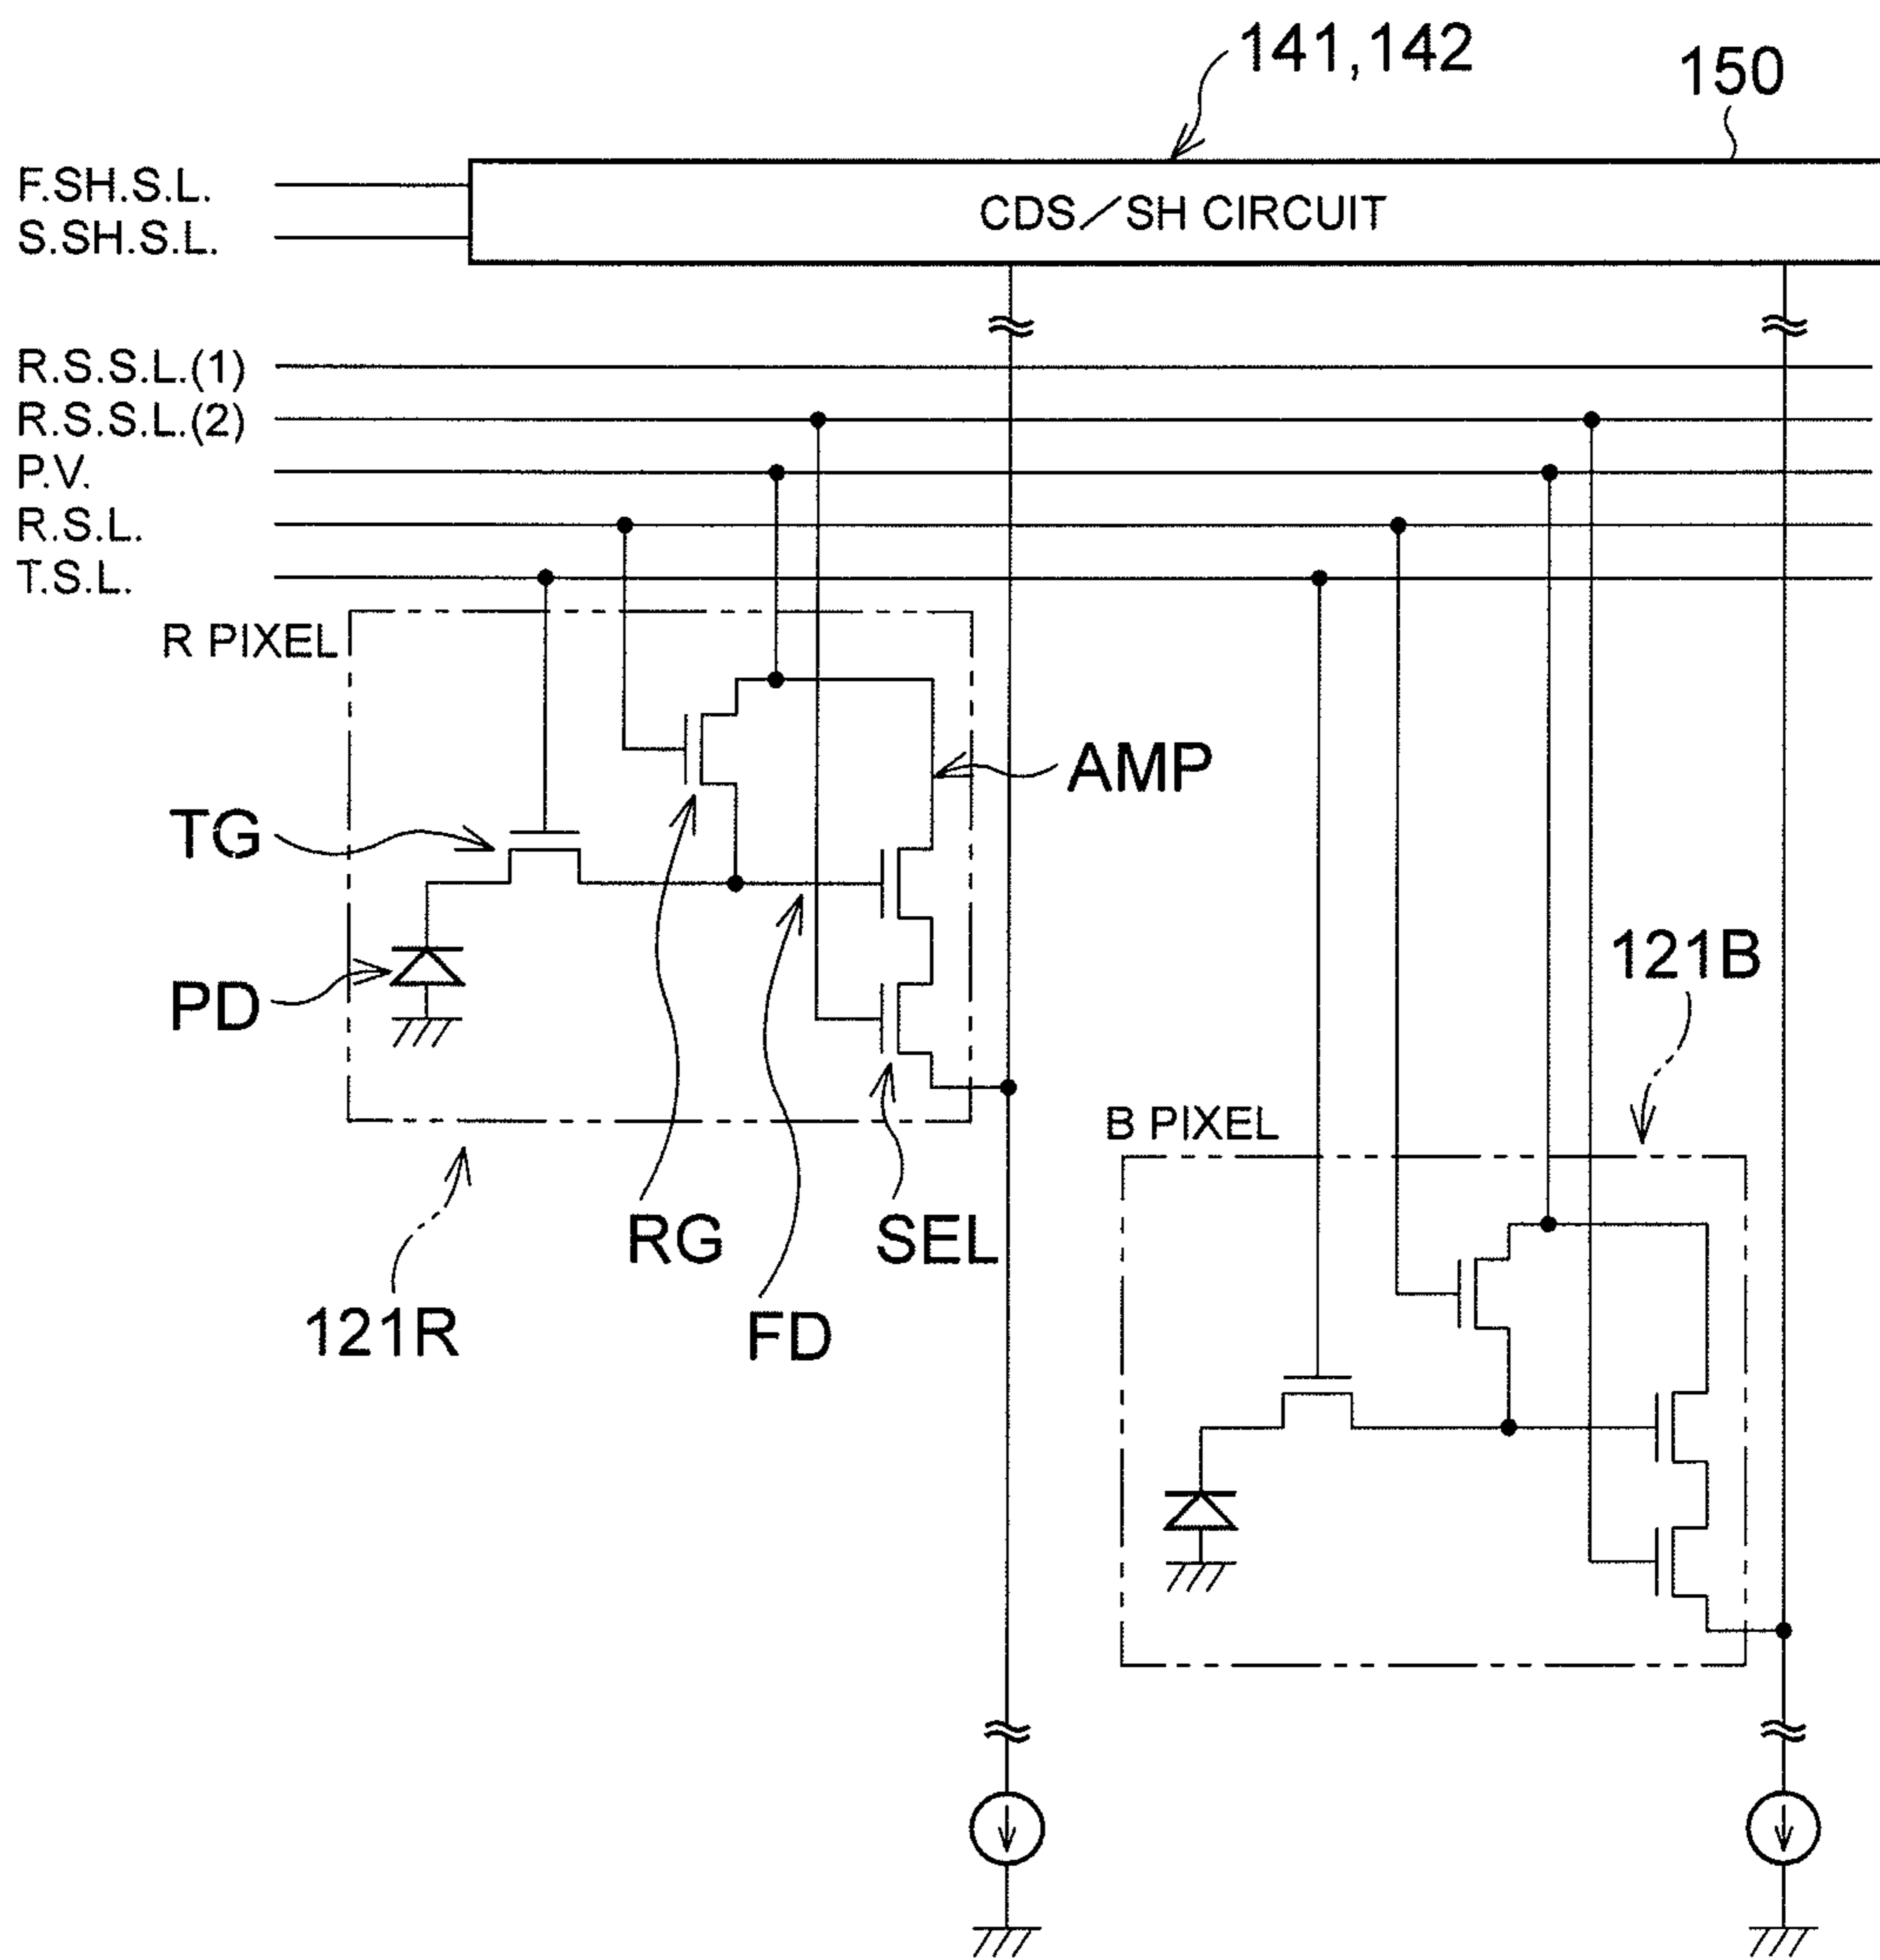 141,142
150
F.SH.S.L.
S.SH.S.L.
CDS/SH CIRCUIT
R.S.S.L.(1)
R.S.S.L.(2)
P.V.
R.S.L.
T.S.L.
R PIXEL
AMP
TG
PD
121B
B PIXEL
RG
SEL
121R
FD